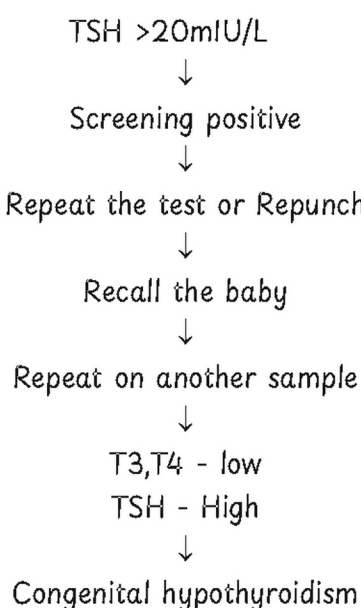 TSH >20mIU/L
↓
Screening positive
↓
Repeat the test or Repunch
↓
Recall the baby
↓
Repeat on another sample
↓
T3,T4 - low
TSH - High
↓
Congenital hypothyroidism